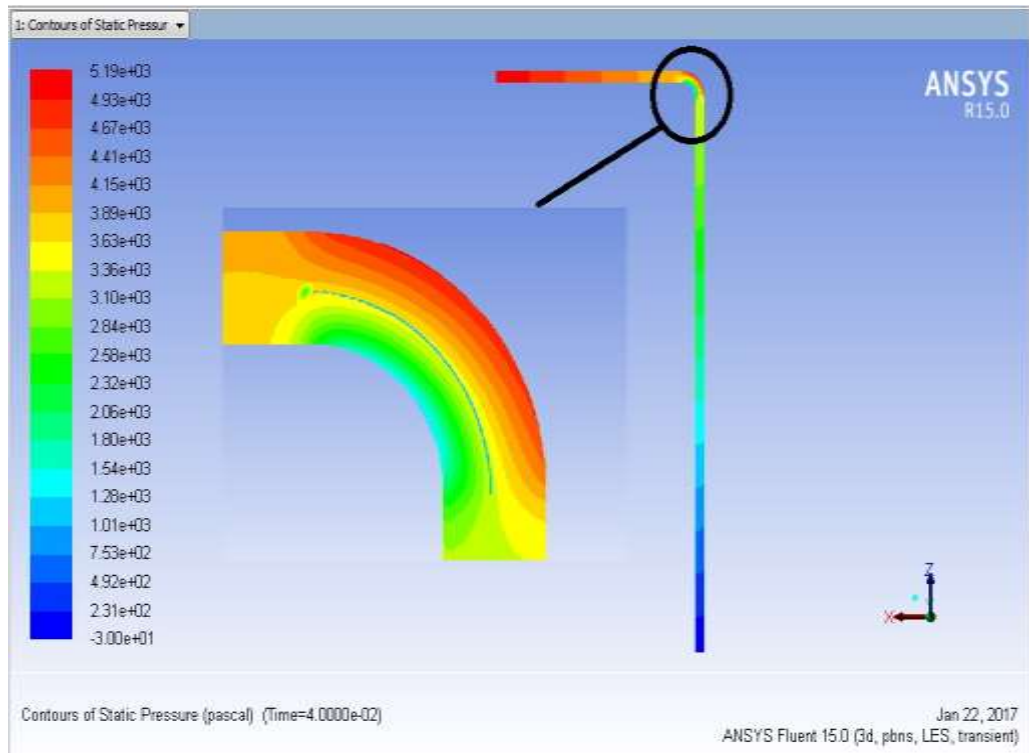 1: Contours of Static Pressur
ANSYS
R15.0
5.19e+03
4.93e+03
4.67e+03
4.41e+03
4.15e+03
3.89e+03
3.63e+03
3.36e+03
3.10e+03
2.84e+03
2.58e+03
2.32e+03
2.06e+03
1.80e+03
1.54e+03
1.28e+03
1.01e+03
7.53e+02
4.92e+02
2.31e+02
-3.00e+01
Z
X
Contours of Static Pressure (pascal) (Time=4.0000e-02)
Jan 22, 2017
ANSYS Fluent 15.0 (3d, pbns, LES, transient)